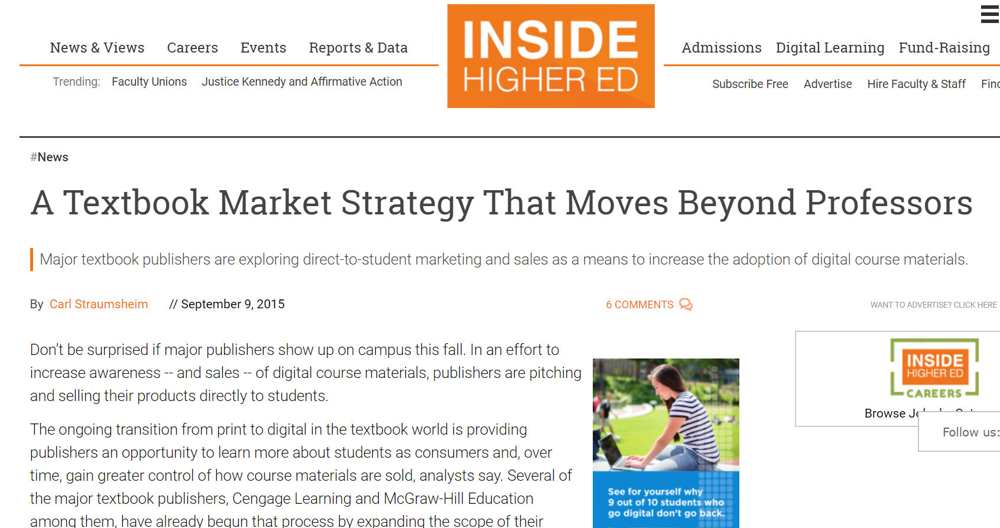 News & Views Careers Events Reports & Data
INSIDE
HIGHER ED
Admissions Digital Learning Fund-Raising
Trending: Faculty Unions Justice Kennedy and Affirmative Action
Subscribe Free Advertise Hire Faculty & Staff
#News
A Textbook Market Strategy That Moves Beyond Professors
Major textbook publishers are exploring direct-to-student marketing and sales as a means to increase the adoption of digital course materials.
By Carl Straumsheim // September 9, 2015
6 COMMENTS
WANT TO ADVERTISE? CLICK HERE
Don’t be surprised if major publishers show up on campus this fall. In an effort to
increase awareness -- and sales -- of digital course materials, publishers are pitching
and selling their products directly to students.
The ongoing transition from print to digital in the textbook world is providing
publishers an opportunity to learn more about students as consumers and, over
time, gain greater control of how course materials are sold, analysts say. Several of
the major textbook publishers, Cengage Learning and McGraw-Hill Education
among them, have already begun that process by expanding the scope of their
See for yourself why
9 out of 10 students who
go digital don’t go back.
INSIDE
HIGHER ED
CAREERS
Browse
Follow us: